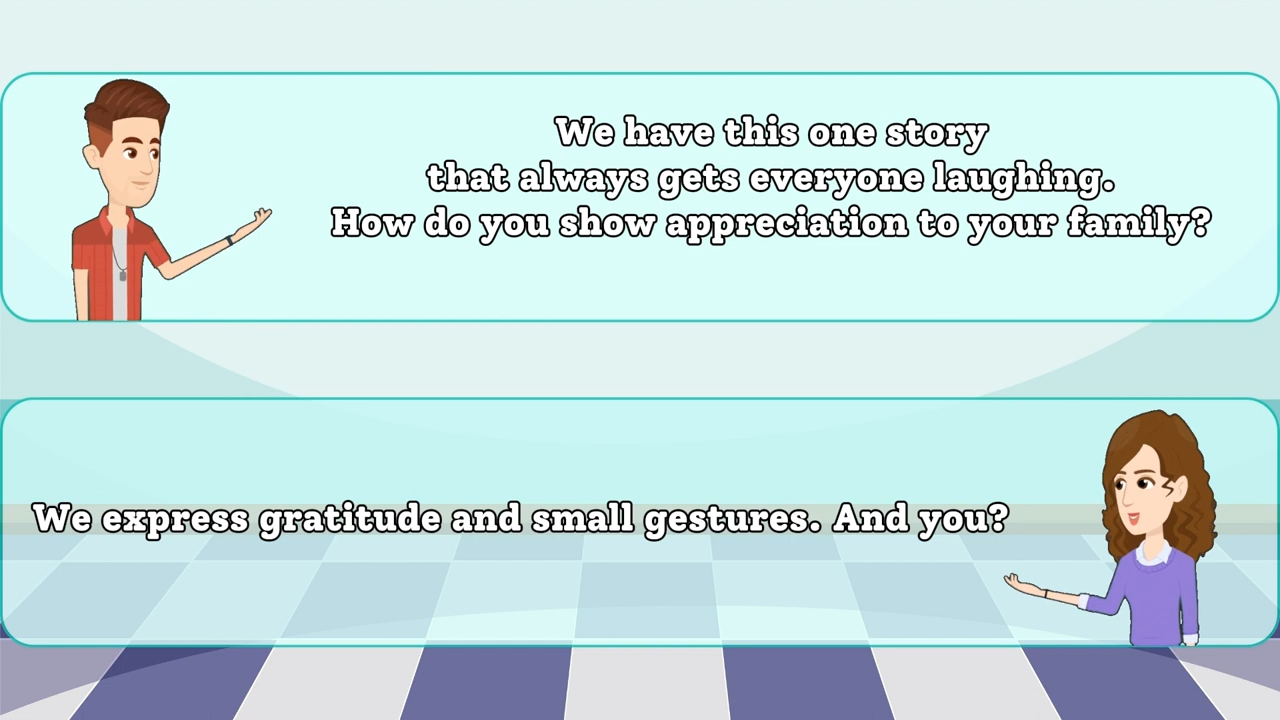 We have this one story
that always gets everyone laughing.
How do you show appreciation to your family?
We express gratitude and small gestures. And you?